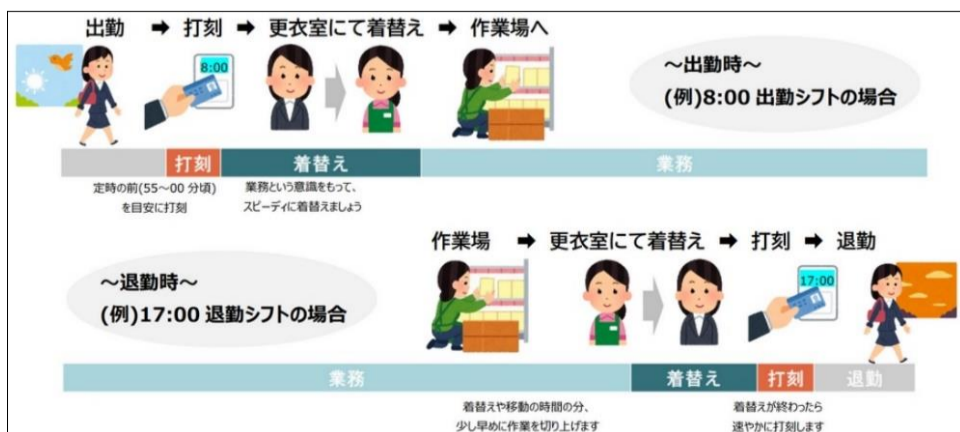 出勤 ➡ 打刻 ➡ 更衣室にて着替え ➡ 作業場へ
8:00
～出勤時～
(例)8:00 出勤シフトの場合
打刻 着替え 業務
定時の前(55～00 分頃)
を目安に打刻
業務という意識をもって、
スピーディに着替えましょう
作業場 ➡ 更衣室にて着替え ➡ 打刻 ➡ 退勤
17:00
～退勤時～
(例)17:00 退勤シフトの場合
業務 着替え 打刻 退勤
着替えや移動の時間の分、
少し早めに作業を切り上げます
着替えが終わったら
速やかに打刻します